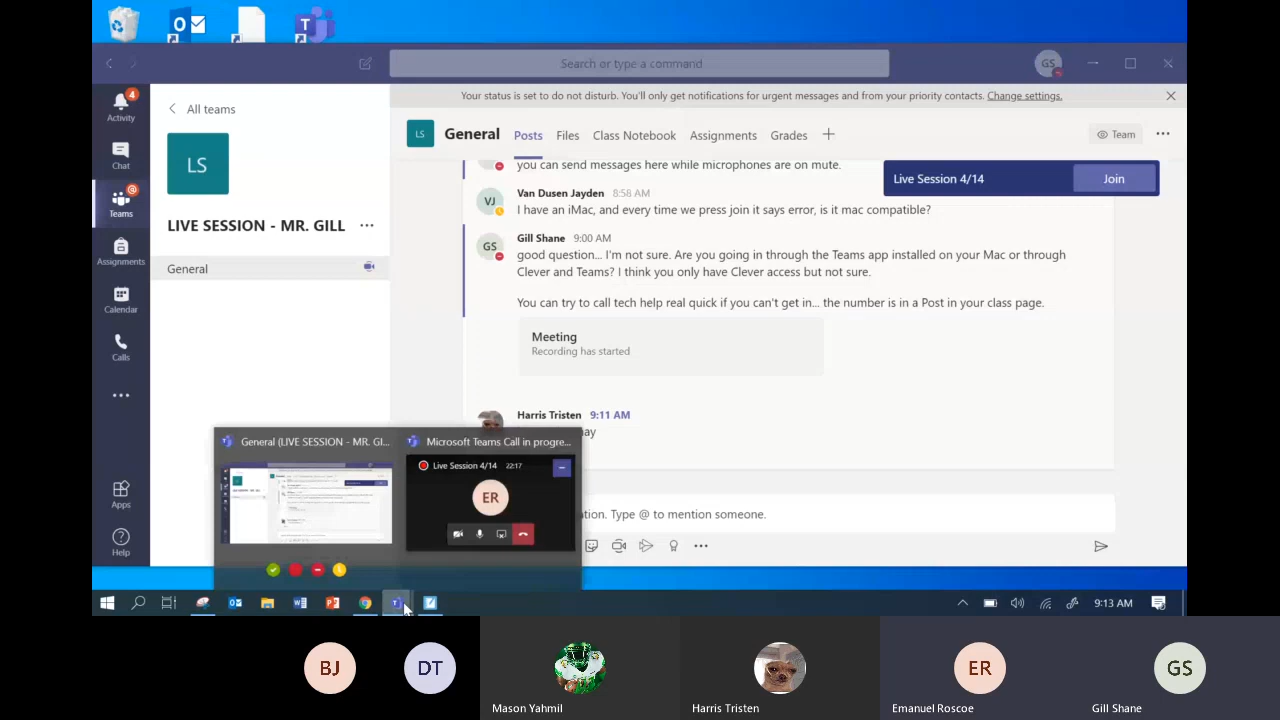 Search or type a command
GS
4
Activity
Chat
Teams
Assignments
Calendar
Calls
Apps
Help
All teams
LS
LIVE SESSION - MR. GILL
General
Your status is set to do not disturb. You'll only get notifications for urgent messages and from your priority contacts. Change settings.
LS General Posts Files Class Notebook Assignments Grades Team
you can send messages here while microphones are on mute.
Live Session 4/14 Join
VJ Van Dusen Jayden 8:58 AM
I have an iMac, and every time we press join it says error, is it mac compatible?
GS Gill Shane 9:00 AM
good question... I'm not sure. Are you going in through the Teams app installed on your Mac or through
Clever and Teams? I think you only have Clever access but not sure.
You can try to call tech help real quick if you can't get in... the number is in a Post in your class page.
Meeting
Recording has started
Harris Tristen 9:11 AM
ay
General (LIVE SESSION - MR. GI...
Microsoft Teams Call in progre...
Live Session 4/14 22:17
ER
tion. Type @ to mention someone.
9:13 AM
BJ
DT
Mason Yahmil
Harris Tristen
ER
Emanuel Roscoe
GS
Gill Shane